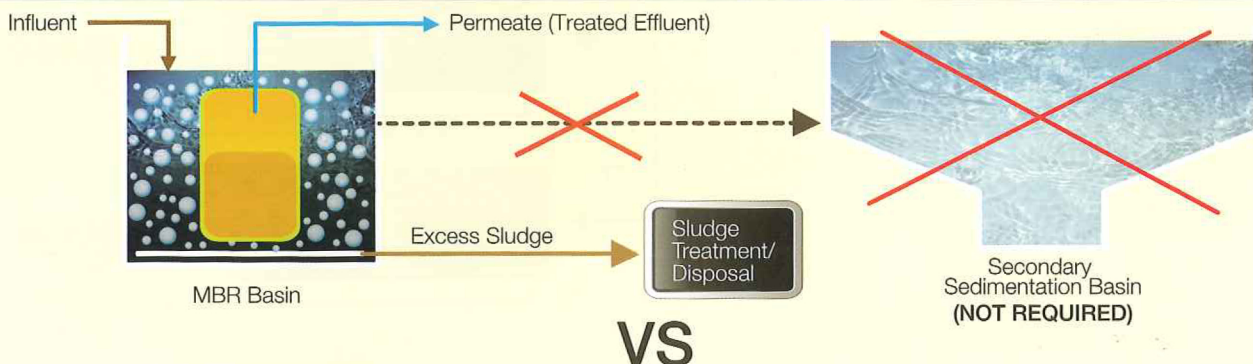 Influent
Permeate (Treated Effluent)
Excess Sludge
Sludge
Treatment/
Disposal
MBR Basin
Secondary
Sedimentation Basin
(NOT REQUIRED)
VS